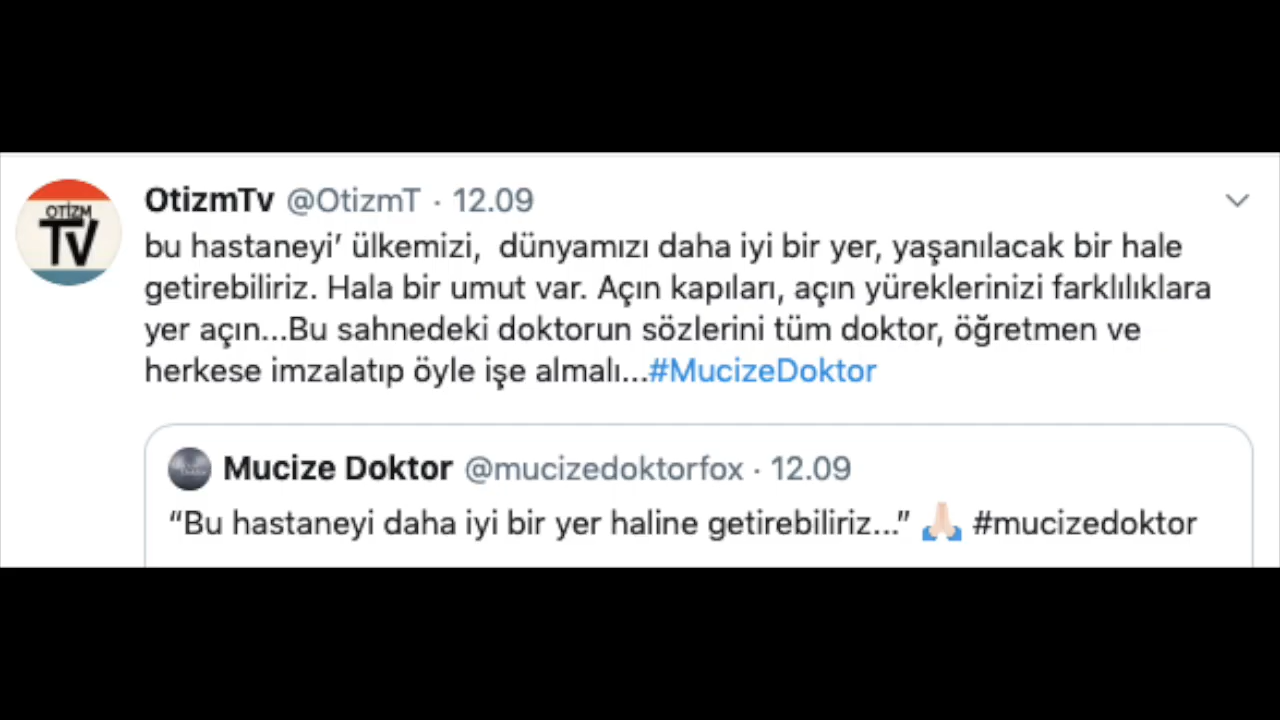 OTİZM
TV
OtizmTv @OtizmT · 12.09
bu hastaneyi’ ülkemizi,  dünyamızı daha iyi bir yer, yaşanılacak bir hale
getirebiliriz. Hala bir umut var. Açın kapıları, açın yüreklerinizi farklılıklara
yer açın...Bu sahnedeki doktorun sözlerini tüm doktor, öğretmen ve
herkese imzalatıp öyle işe almalı...#MucizeDoktor
Mucize Doktor @mucizedoktorfox · 12.09
“Bu hastaneyi daha iyi bir yer haline getirebiliriz...” 🙏🏻 #mucizedoktor